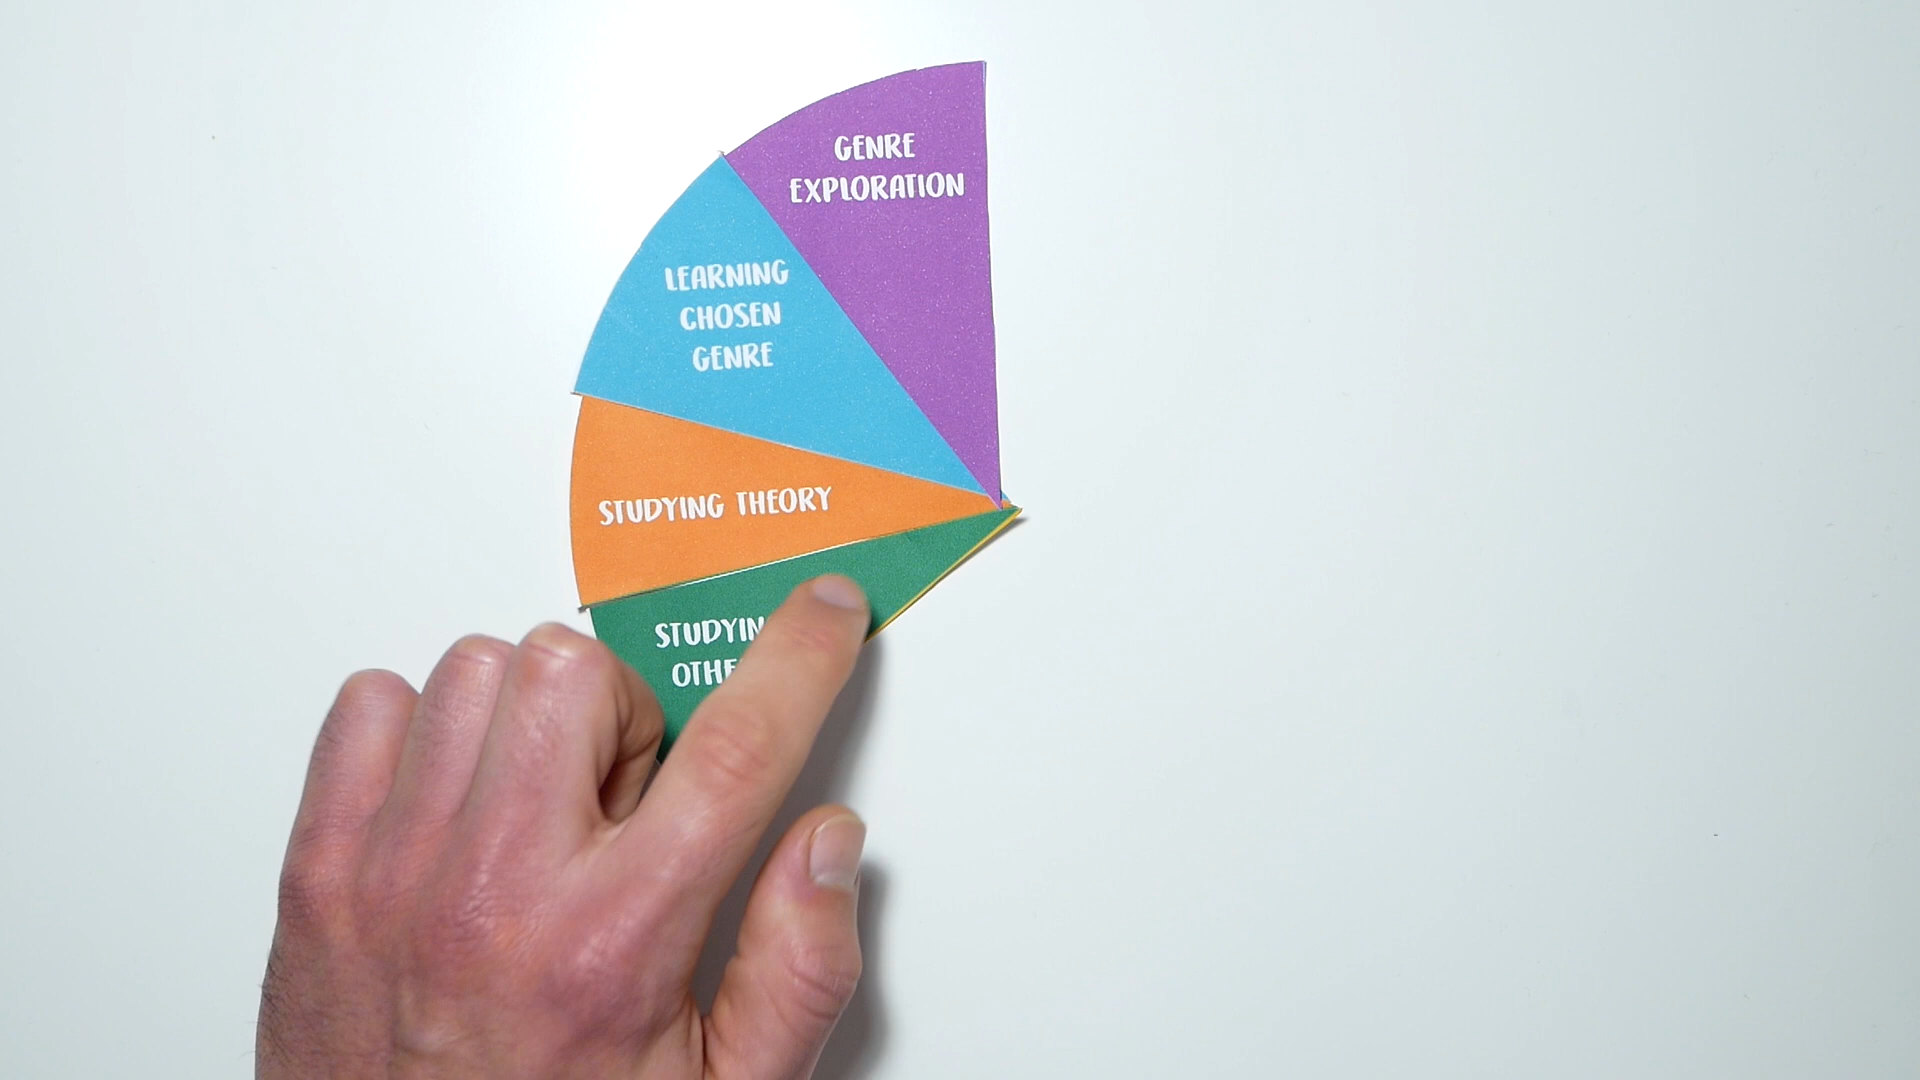 GENRE
EXPLORATION
LEARNING
CHOSEN
GENRE
STUDYING THEORY